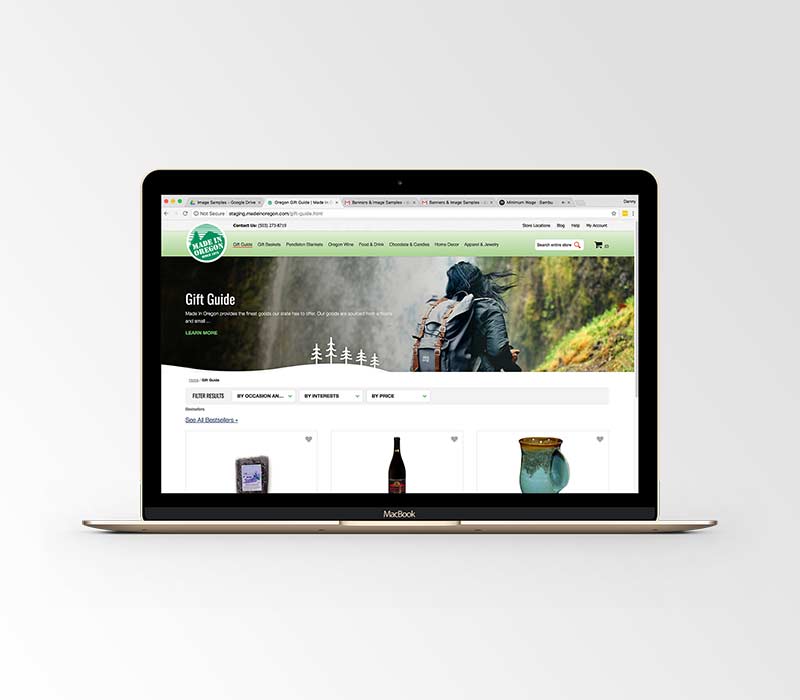 Image Samples - Google Drive
Oregon Gift Guide | Made in O
Banners & Image Samples -
Banners & Image Samples -
Minimum Wage - Bambu
Danny
Not Secure staging.madeinoregon.com/gift-guide.html
Contact Us: (503) 273-8719
Store Locations Blog Help My Account
MADE IN
OREGON
SINCE 1975
Gift Guide Gift Baskets Pendleton Blankets Oregon Wine Food & Drink Chocolate & Candies Home Decor Apparel & Jewelry
Search entire store
(0)
Gift Guide
Made In Oregon provides the finest goods our state has to offer. Our goods are sourced from artisans
and small ...
LEARN MORE
Home / Gift Guide
FILTER RESULTS BY OCCASION AN... BY INTERESTS BY PRICE
Bestsellers
See All Bestsellers »
MacBook